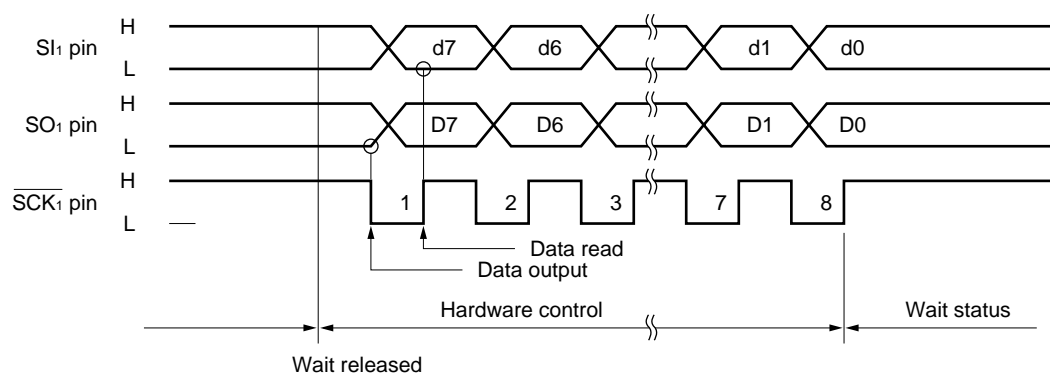 H
SI1 pin d7 d6 d1 d0
L
H
SO1 pin D7 D6 D1 D0
L
H
SCK1 pin 1 2 3 7 8
L
Data read
Data output
Hardware control Wait status
Wait released